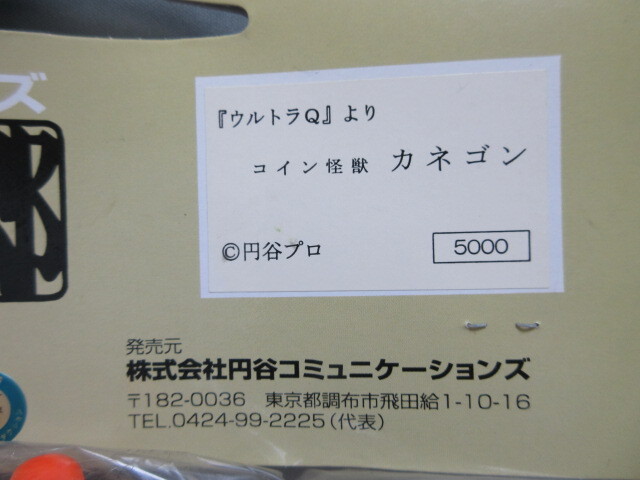 ズ
『ウルトラQ』より
コイン怪獣 カネゴン
©円谷プロ
5000
発売元
株式会社円谷コミュニケーションズ
〒182-0036 東京都調布市飛田給1-10-16
TEL.0424-99-2225(代表)